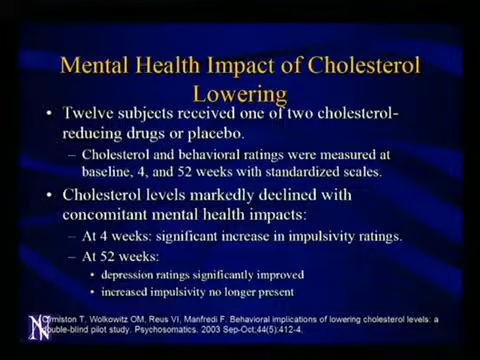 Mental Health Impact of Cholesterol
Lowering
• Twelve subjects received one of two cholesterol-
reducing drugs or placebo.
– Cholesterol and behavioral ratings were measured at
baseline, 4, and 52 weeks with standardized scales.
• Cholesterol levels markedly declined with
concomitant mental health impacts:
– At 4 weeks: significant increase in impulsivity ratings.
– At 52 weeks:
• depression ratings significantly improved
• increased impulsivity no longer present
Ormiston T, Wolkowitz OM, Reus VI, Manfredi F. Behavioral implications of lowering cholesterol levels: a
double-blind pilot study. Psychosomatics. 2003 Sep-Oct;44(5):412-4.